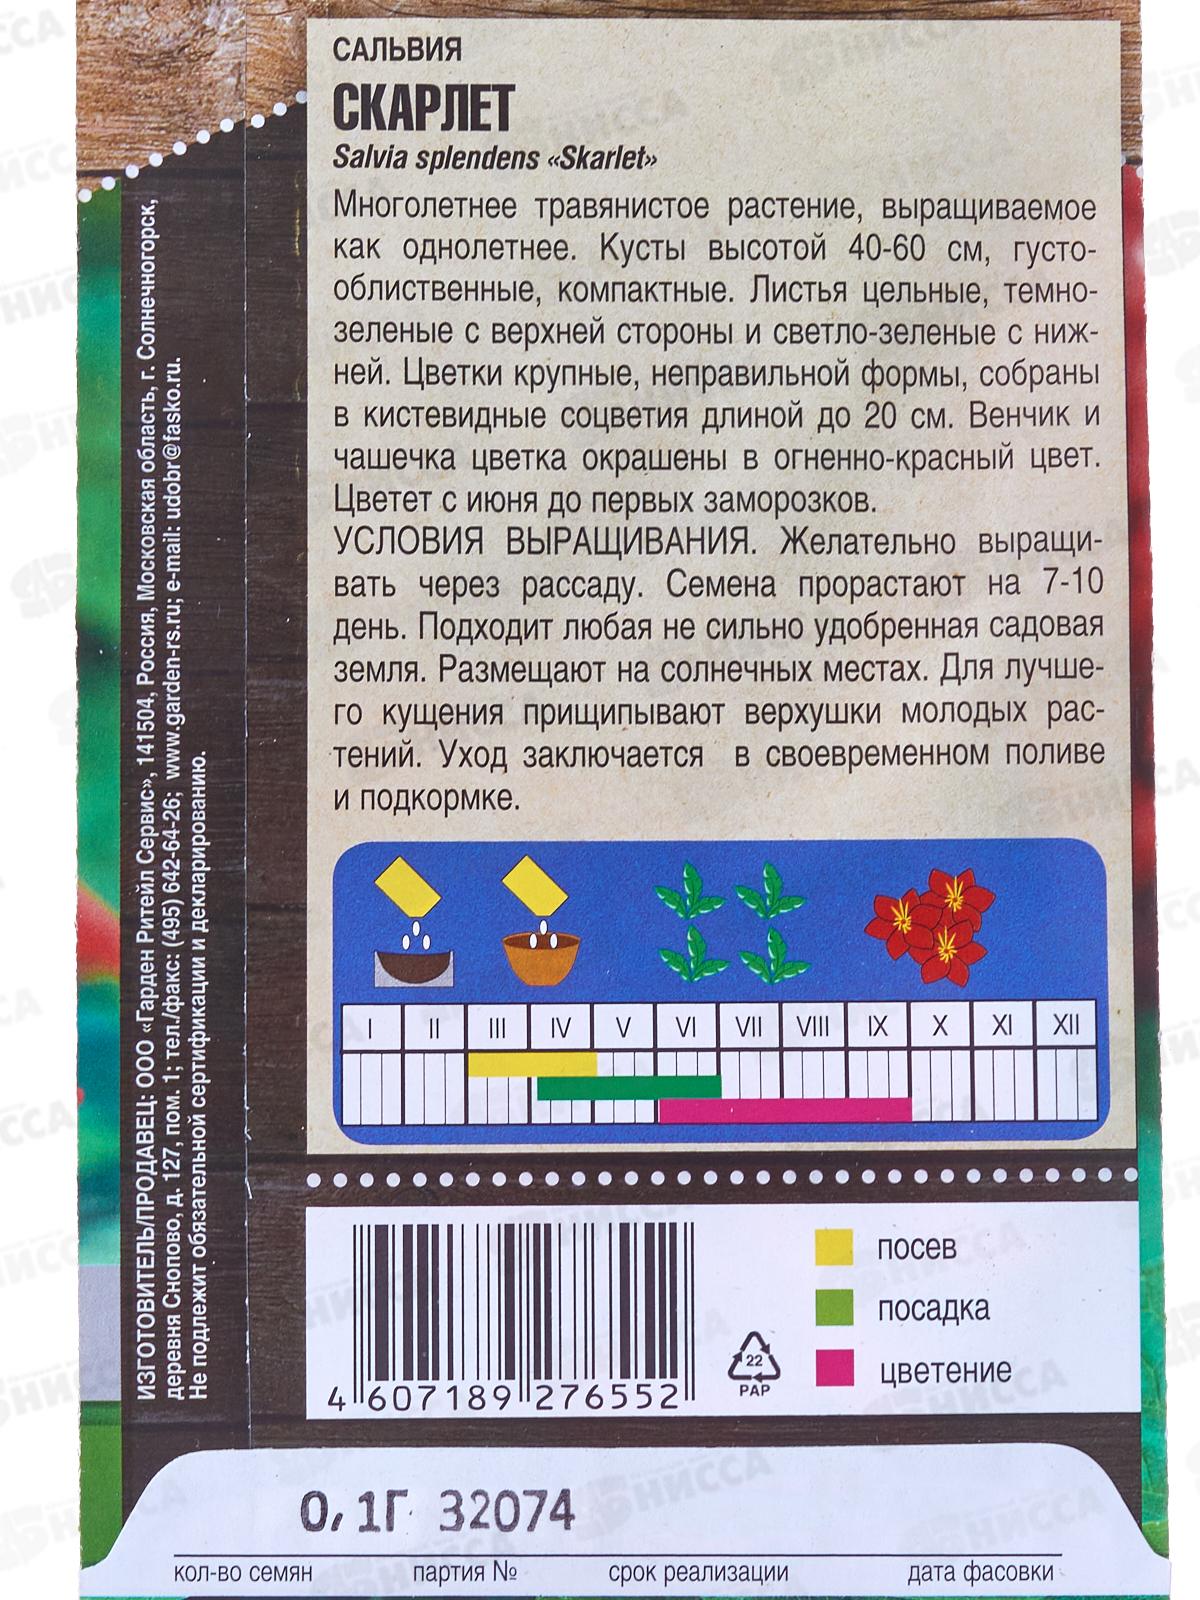 САЛЬВИЯ
СКАРЛЕТ
Salvia splendens «Skarlet»
Многолетнее травянистое растение, выращиваемое
как однолетнее. Кусты высотой 40-60 см, густо-
облиственные, компактные. Листья цельные, темно-
зеленые с верхней стороны и светло-зеленые с ниж-
ней. Цветки крупные, неправильной формы, собраны
в кистевидные соцветия длиной до 20 см. Венчик и
чашечка цветка окрашены в огненно-красный цвет.
Цветет с июня до первых заморозков.
УСЛОВИЯ ВЫРАЩИВАНИЯ. Желательно выращи-
вать через рассаду. Семена прорастают на 7-10
день. Подходит любая не сильно удобренная садовая
земля. Размещают на солнечных местах. Для лучше-
го кущения прищипывают верхушки молодых рас-
тений. Уход заключается в своевременном поливе
и подкормке.
I II III IV V VI VII VIII IX X XI XII
посев
посадка
цветение
22
PAP
4 607189 276552
0,1Г 32074
кол-во семян партия № срок реализации дата фасовки
ИЗГОТОВИТЕЛЬ/ПРОДАВЕЦ: ООО «Гарден Ритейл Сервис», 141504, Россия, Московская область, г. Солнечногорск,
деревня Снопово, д. 127, пом. 1; тел./факс: (495) 642-64-26; www.garden-rs.ru; e-mail: udobr@fasko.ru.
Не подлежит обязательной сертификации и декларированию.
НИССА